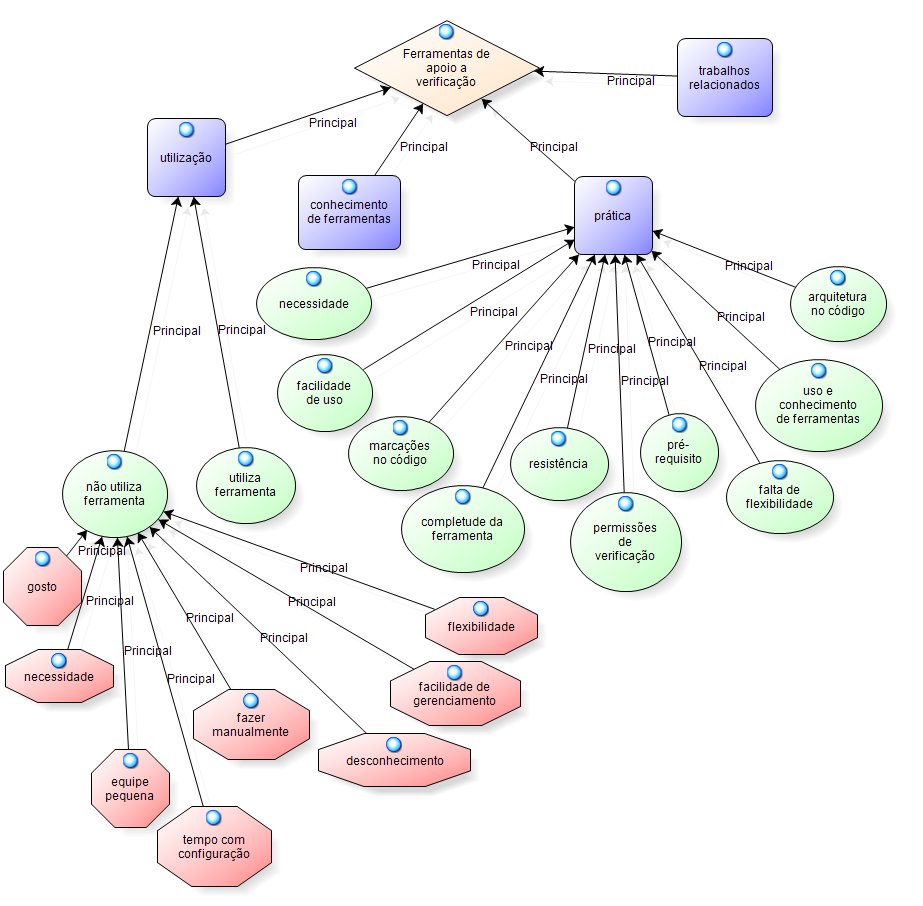 Ferramentas de
apoio a
verificação
trabalhos
relacionados
Principal
Principal
utilização
Principal
Principal
conhecimento
de ferramentas
prática
Principal
Principal
necessidade
arquitetura
no código
Principal
Principal
Principal
Principal
Principal
Principal
Principal
Principal
Principal
Principal
Principal
facilidade
de uso
uso e
conhecimento
de ferramentas
marcações
no código
pré-
requisito
resistência
não utiliza
ferramenta
utiliza
ferramenta
falta de
flexibilidade
completude da
ferramenta
permissões
de
verificação
Principal
gosto
Principal
Principal
Principal
Principal
flexibilidade
Principal
Principal
Principal
necessidade
facilidade de
gerenciamento
fazer
manualmente
desconhecimento
equipe
pequena
tempo com
configuração